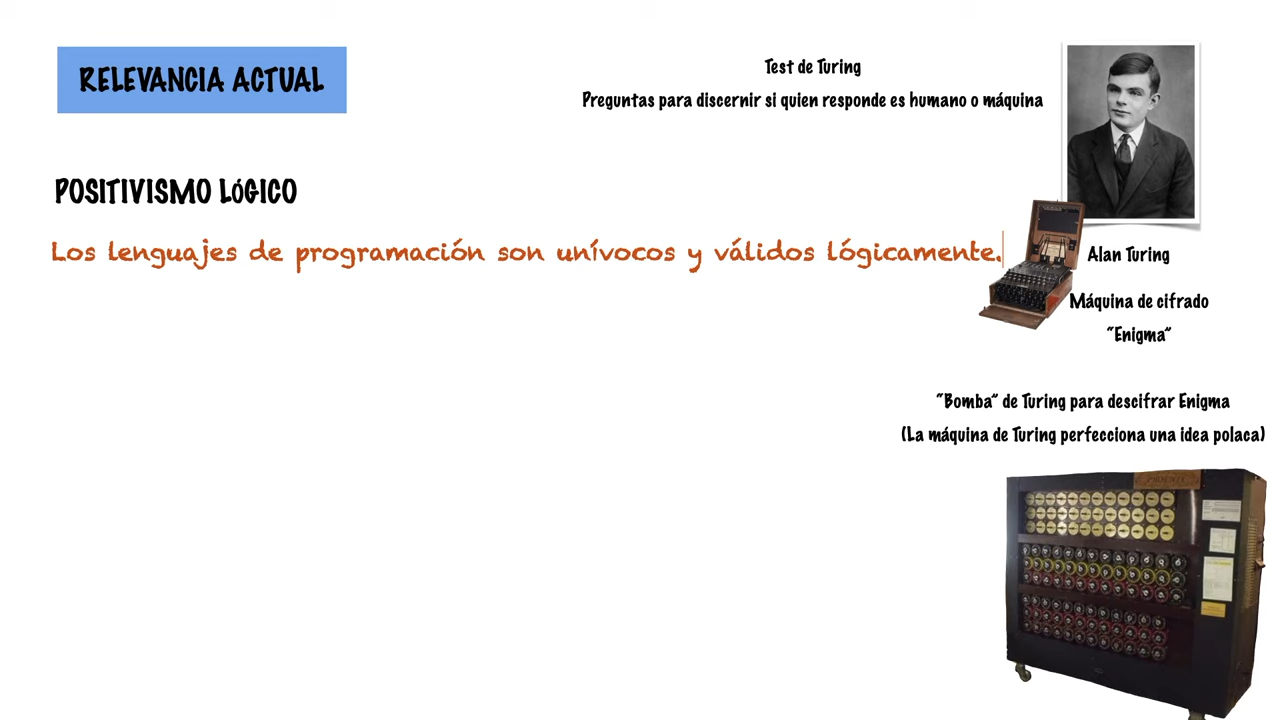 RELEVANCIA ACTUAL
Test de Turing
Preguntas para discernir si quien responde es humano o máquina
POSITIVISMO LÓGICO
Los lenguajes de programación son unívocos y válidos lógicamente.
Alan Turing
Máquina de cifrado
“Enigma”
“Bomba” de Turing para descifrar Enigma
(La máquina de Turing perfecciona una idea polaca)